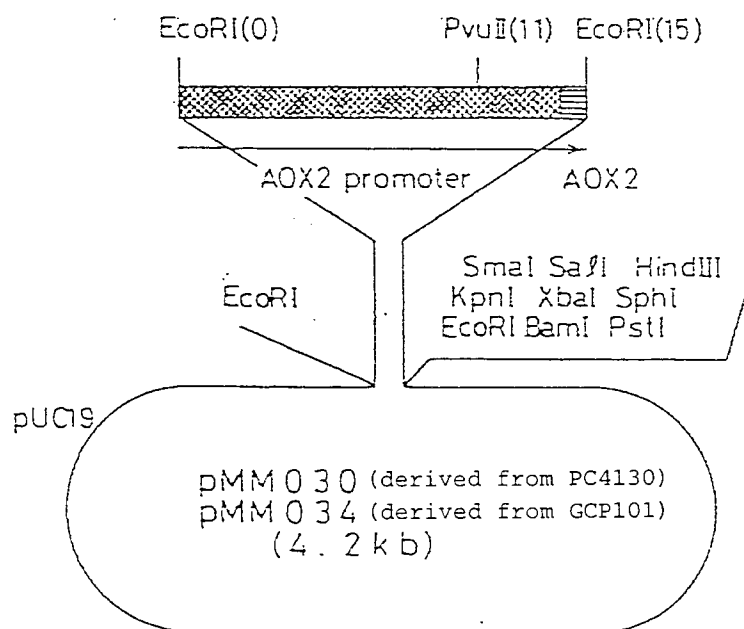 EcoRI(0) PvuII(11) EcoRI(15)
AOX2 promoter AOX2
SmaI SalI HindIII
EcoRI KpnI XbaI SphI
EcoRI BamI PstI
pUC19
pMM030 (derived from PC4130)
pMM034 (derived from GCP101)
(4.2kb)